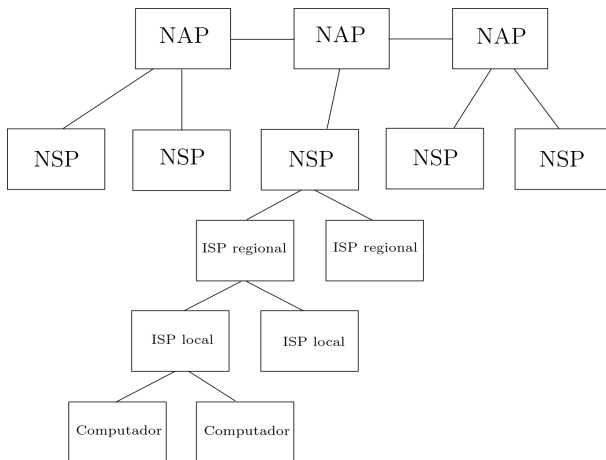 NAP NAP NAP
NSP NSP NSP NSP NSP
ISP regional ISP regional
ISP local ISP local
Computador Computador